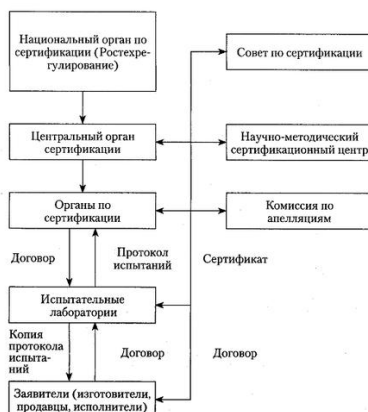 Национальный орган по
сертификации (Ростехре-
гулирование)
Совет по сертификации
Центральный орган
сертификации
Научно-методический
сертификационный центр
Органы по
сертификации
Комиссия по
апелляциям
Договор
Протокол
испытаний
Сертификат
Испытательные
лаборатории
Копия
протокола
испыта-
ний
Договор
Договор
Заявители (изготовители,
продавцы, исполнители)